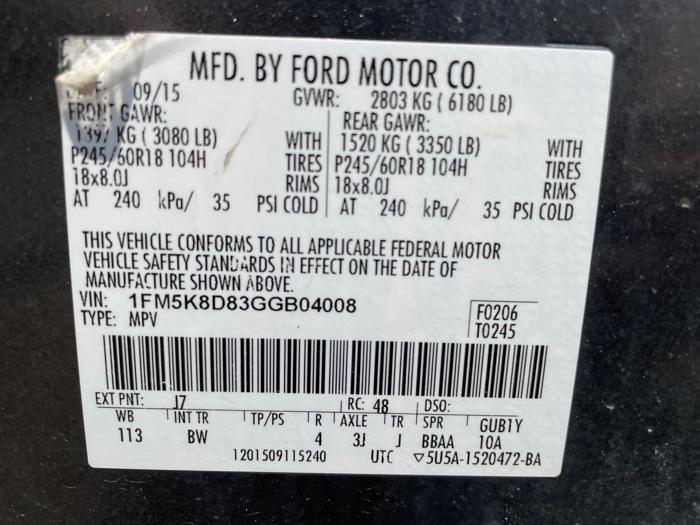 MFD. BY FORD MOTOR CO.
09/15 GVWR: 2803 KG ( 6180 LB)
FRONT GAWR: REAR GAWR:
1397 KG ( 3080 LB) WITH 1520 KG ( 3350 LB) WITH
P245/60R18 104H TIRES P245/60R18 104H TIRES
18x8.0J RIMS 18x8.0J RIMS
AT 240 kPa/ 35 PSI COLD AT 240 kPa/ 35 PSI COLD
THIS VEHICLE CONFORMS TO ALL APPLICABLE FEDERAL MOTOR
VEHICLE SAFETY STANDARDS IN EFFECT ON THE DATE OF
MANUFACTURE SHOWN ABOVE.
VIN: 1FM5K8D83GGB04008 F0206
TYPE: MPV T0245
EXT PNT: J7 RC: 48 DSO:
WB INT TR TP/PS R AXLE TR SPR GUB1Y
113 BW 4 3J J BBAA 10A
1201509115240 UTC ▽5U5A-1520472-BA